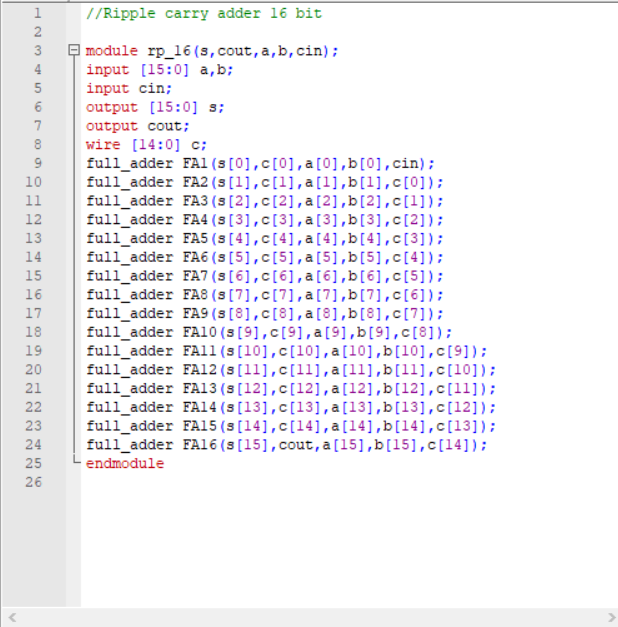 1 //Ripple carry adder 16 bit
2
3 module rp_16(s,cout,a,b,cin);
4 input [15:0] a,b;
5 input cin;
6 output [15:0] s;
7 output cout;
8 wire [14:0] c;
9 full_adder FA1(s[0],c[0],a[0],b[0],cin);
10 full_adder FA2(s[1],c[1],a[1],b[1],c[0]);
11 full_adder FA3(s[2],c[2],a[2],b[2],c[1]);
12 full_adder FA4(s[3],c[3],a[3],b[3],c[2]);
13 full_adder FA5(s[4],c[4],a[4],b[4],c[3]);
14 full_adder FA6(s[5],c[5],a[5],b[5],c[4]);
15 full_adder FA7(s[6],c[6],a[6],b[6],c[5]);
16 full_adder FA8(s[7],c[7],a[7],b[7],c[6]);
17 full_adder FA9(s[8],c[8],a[8],b[8],c[7]);
18 full_adder FA10(s[9],c[9],a[9],b[9],c[8]);
19 full_adder FA11(s[10],c[10],a[10],b[10],c[9]);
20 full_adder FA12(s[11],c[11],a[11],b[11],c[10]);
21 full_adder FA13(s[12],c[12],a[12],b[12],c[11]);
22 full_adder FA14(s[13],c[13],a[13],b[13],c[12]);
23 full_adder FA15(s[14],c[14],a[14],b[14],c[13]);
24 full_adder FA16(s[15],cout,a[15],b[15],c[14]);
25 endmodule
26